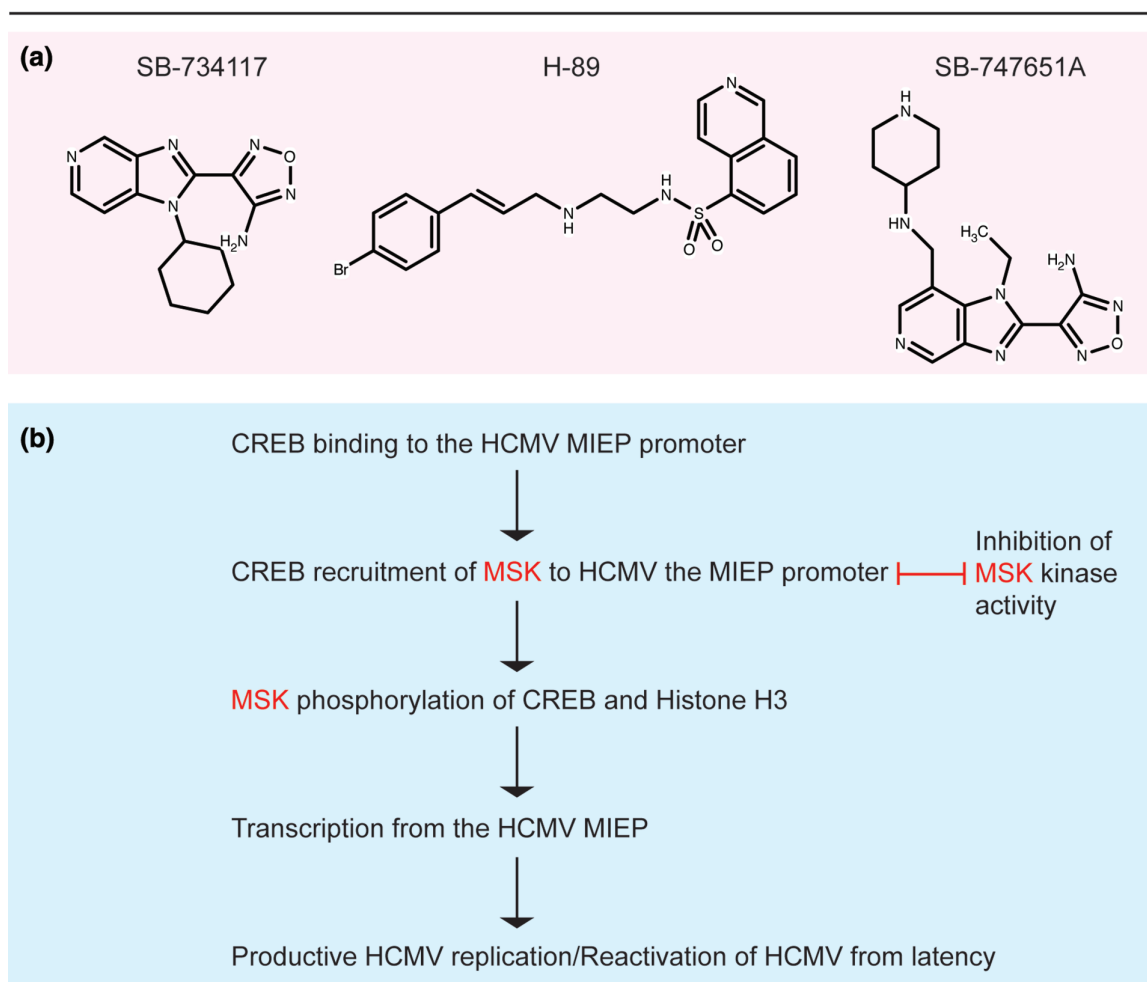 (a)
SB-734117
H-89
SB-747651A
N
N
N
O
N
N
H₂N
Br
N
H
H
N
S
O
O
N
H
N
HN
H₃C
N
N
N
H₂N
N
O
N
(b)
CREB binding to the HCMV MIEP promoter
CREB recruitment of MSK to HCMV the MIEP promoter
Inhibition of
MSK kinase
activity
MSK phosphorylation of CREB and Histone H3
Transcription from the HCMV MIEP
Productive HCMV replication/Reactivation of HCMV from latency